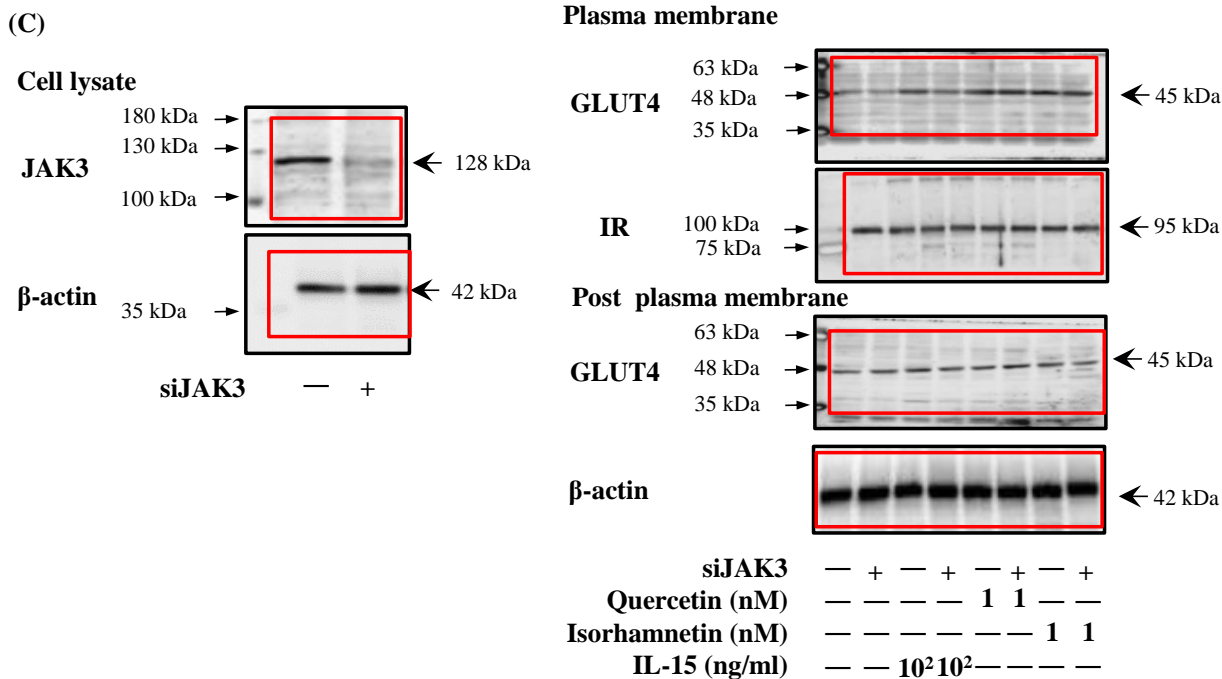 (C)
Cell lysate
180 kDa
130 kDa
JAK3
128 kDa
100 kDa
β-actin
42 kDa
35 kDa
siJAK3 — +
Plasma membrane
63 kDa
GLUT4
48 kDa
45 kDa
35 kDa
IR
100 kDa
95 kDa
75 kDa
Post plasma membrane
63 kDa
GLUT4
48 kDa
45 kDa
35 kDa
β-actin
42 kDa
siJAK3 — + — + — + — +
Quercetin (nM) — — — — 1 1 — —
Isorhamnetin (nM) — — — — — — 1 1
IL-15 (ng/ml) — — 10² 10² — — — —